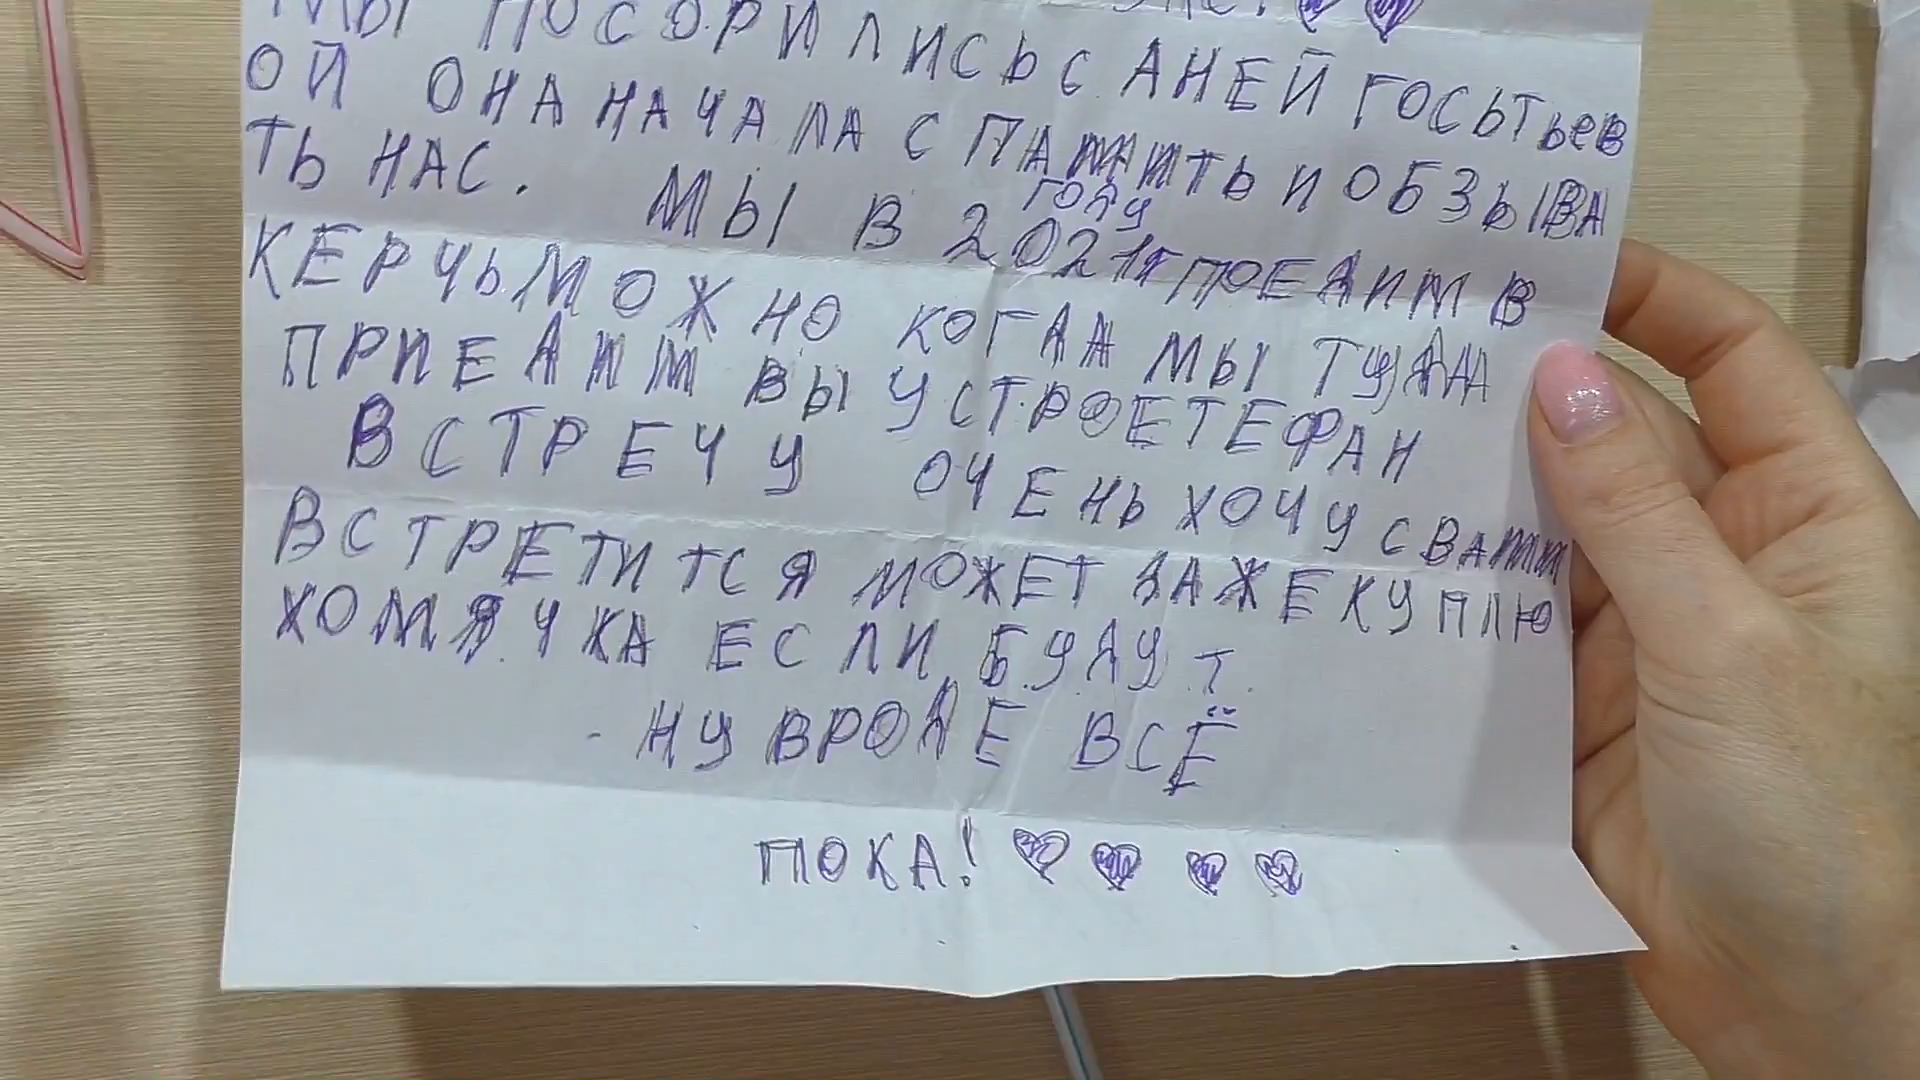 МЫ ПОСОРИЛИСЬ С АНЕЙ ГОСЬТЬЕВ
ОЙ ОНА НАЧАЛА СПАМИТЬ И ОБЗЫВА
ТЬ НАС. МЫ В 2021 ГОДУ ПОЕДИМ В
КЕРЧЬ МОЖНО КОГДА МЫ ТУДА
ПРИЕДИМ ВЫ УСТРОЕТЕ ФАН
ВСТРЕЧУ ОЧЕНЬ ХОЧУ С ВАМИ
ВСТРЕТИТСЯ МОЖЕТ ДАЖЕ КУПЛЮ
ХОМЯЧКА ЕСЛИ БУДУТ.
- НУ ВРОДЕ ВСЁ
ПОКА!